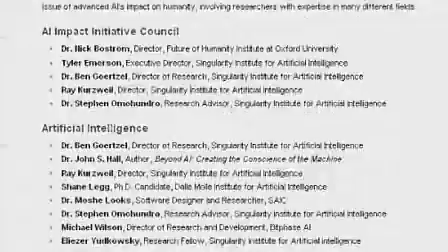 issue of advanced AI's impact on humanity, involving researchers with expertise in many different fields.
AI Impact Initiative Council
Dr. Nick Bostrom, Director, Future of Humanity Institute at Oxford University
Tyler Emerson, Executive Director, Singularity Institute for Artificial Intelligence
Dr. Ben Goertzel, Director of Research, Singularity Institute for Artificial Intelligence
Ray Kurzweil, Director, Singularity Institute for Artificial Intelligence
Dr. Stephen Omohundro, Research Advisor, Singularity Institute for Artificial Intelligence
Artificial Intelligence
Dr. Ben Goertzel, Director of Research, Singularity Institute for Artificial Intelligence
Dr. John S. Hall, Author, Beyond AI: Creating the Conscience of the Machine
Ray Kurzweil, Director, Singularity Institute for Artificial Intelligence
Shane Legg, Ph.D. Candidate, Dalle Molle Institute for Artificial Intelligence
Dr. Moshe Looks, Software Designer and Researcher, SAIC
Dr. Stephen Omohundro, Research Advisor, Singularity Institute for Artificial Intelligence
Michael Wilson, Director of Research and Development, Bitphase AI
Eliezer Yudkowsky, Research Fellow, Singularity Institute for Artificial Intelligence